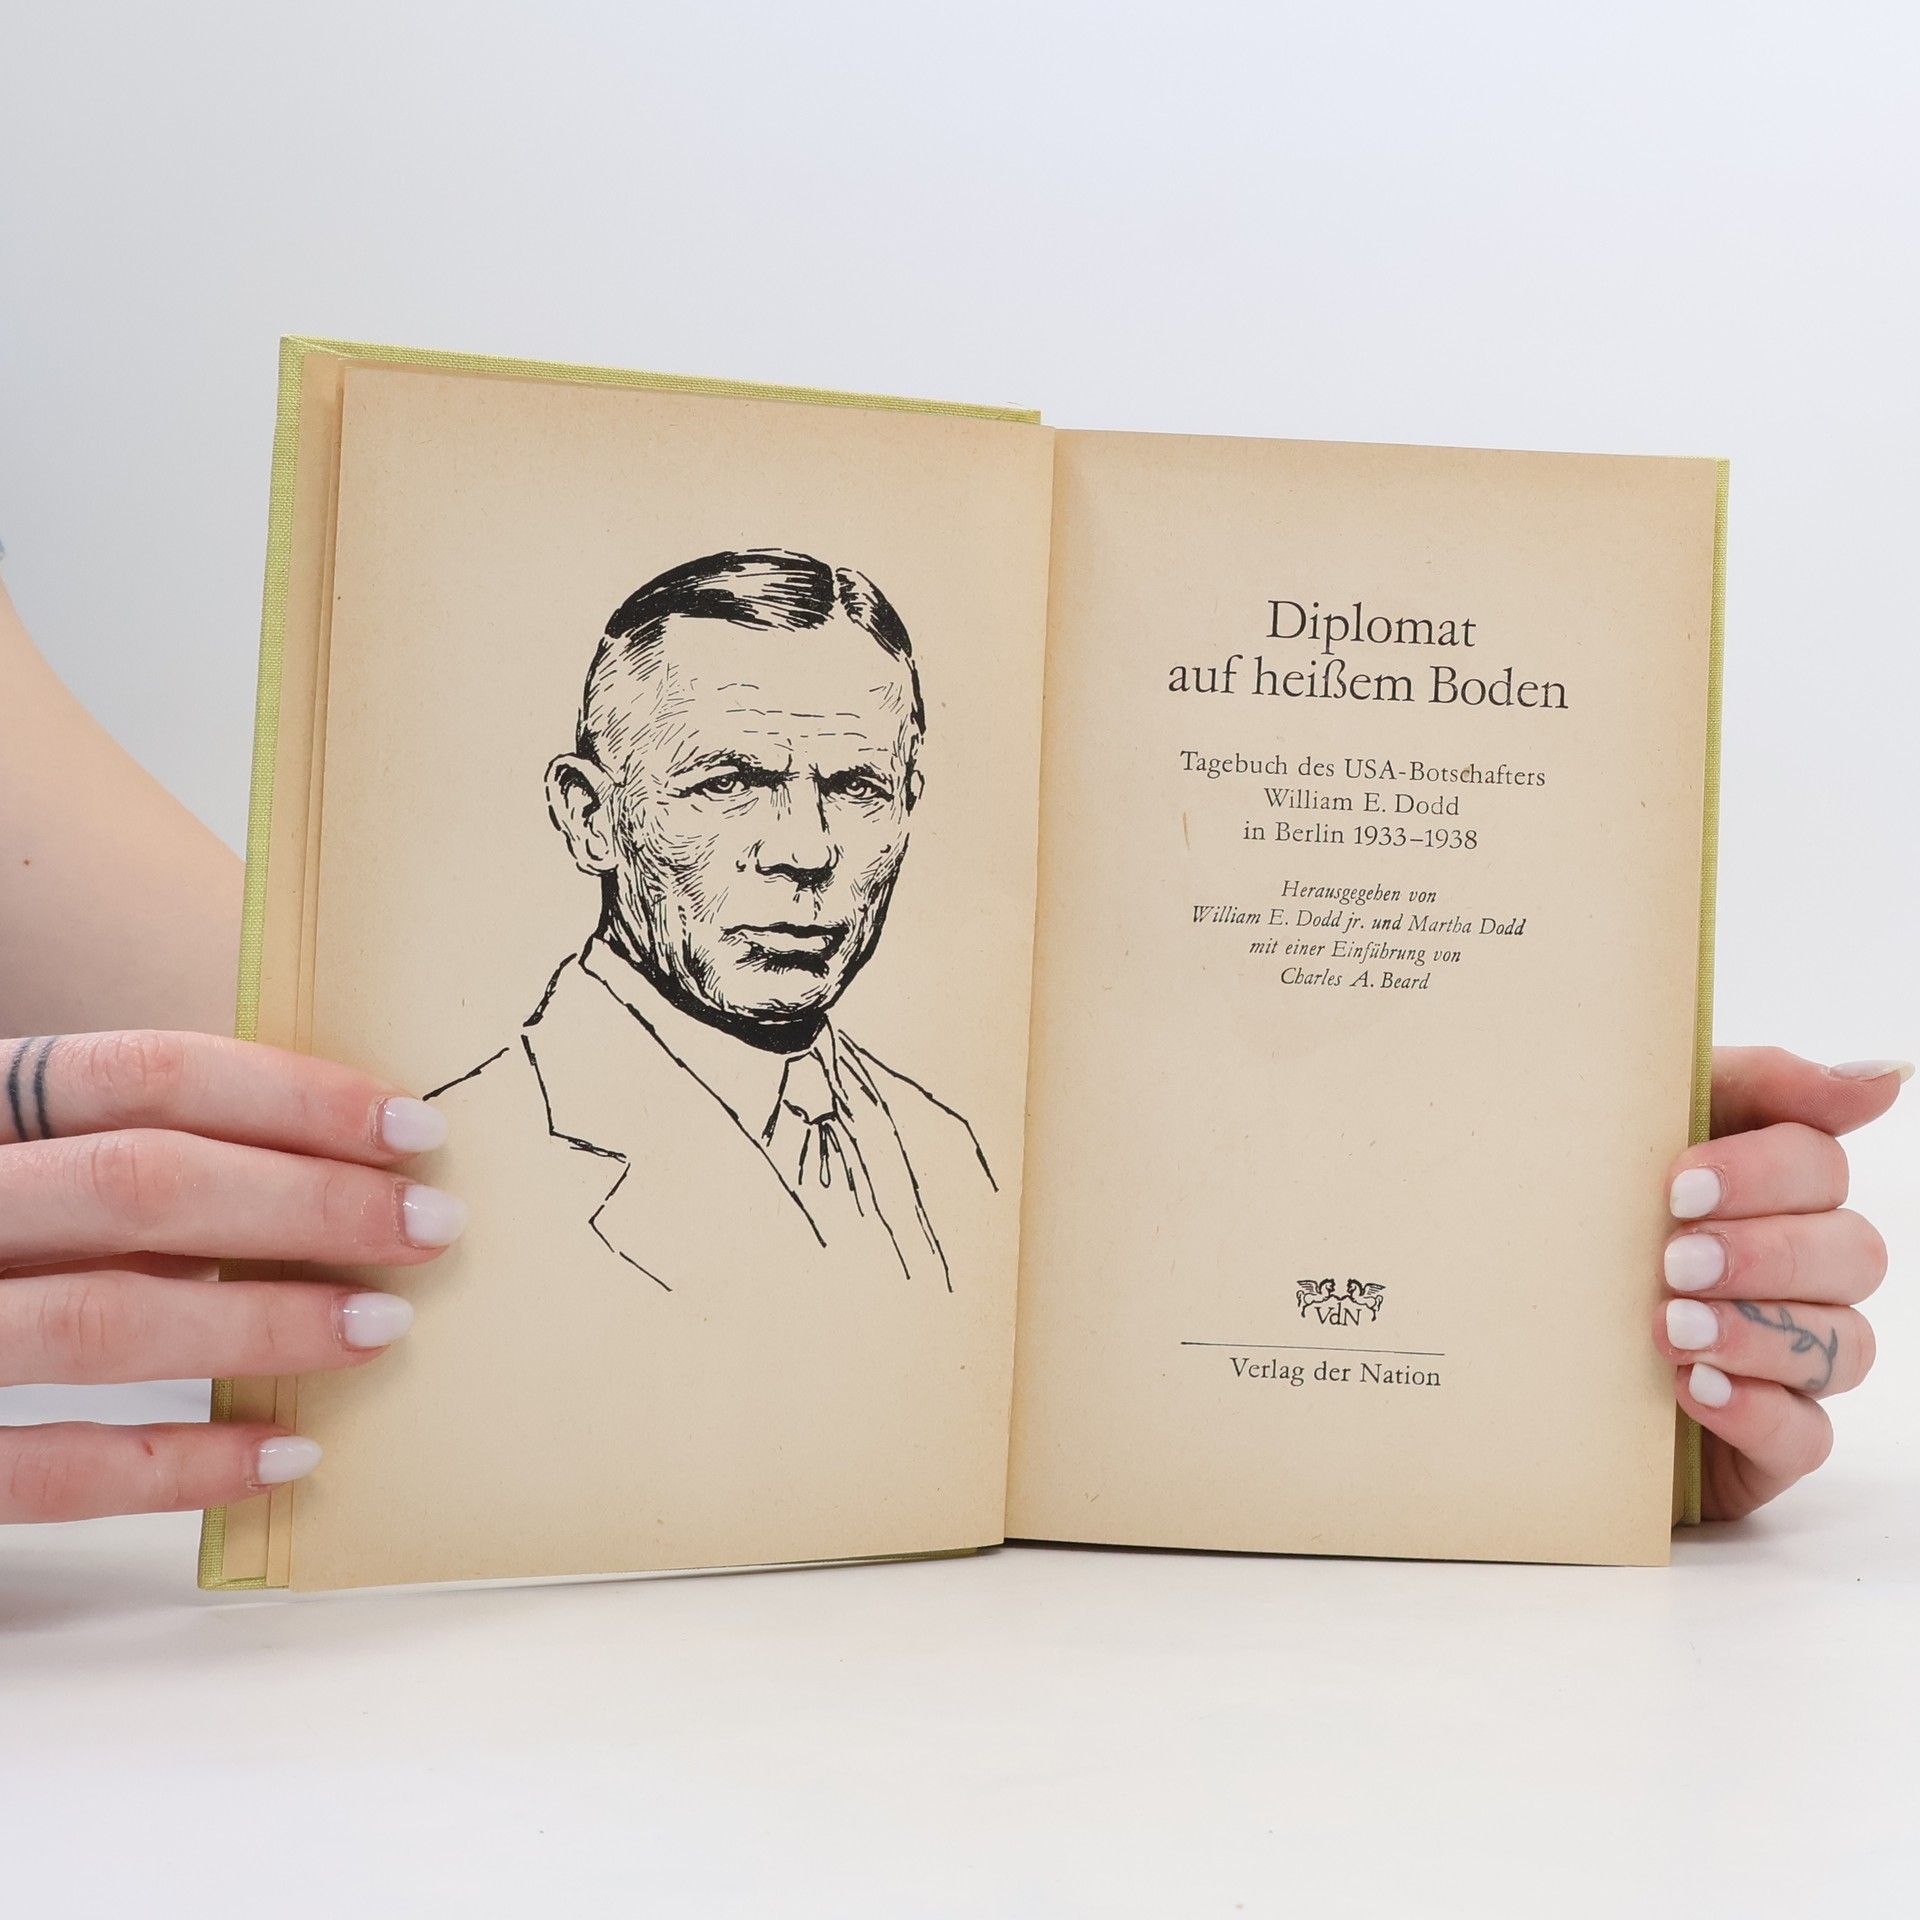 Diplomat
auf heißem Boden
Tagebuch des USA-Botschafters
William E. Dodd
in Berlin 1933–1938
Herausgegeben von
William E. Dodd jr. und Martha Dodd
mit einer Einführung von
Charles A. Beard
VdN
Verlag der Nation